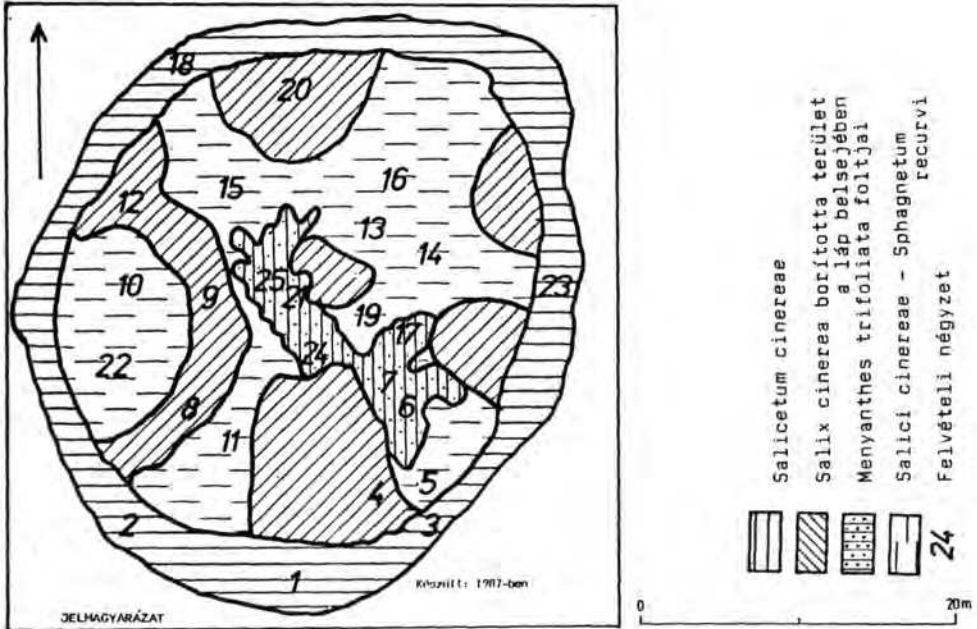 18
20
12
15
16
13
14
10
9
25
21
23
19
22
24
17
7
8
6
11
5
4
2
3
1
Készült: 1987-ben
JELMAGYARÁZAT
Salicetum cinereae
Salix cinerea borította terület
a láp belsejében
Menyanthes trifoliata foltjai
Salici cinereae - Sphagnetum
recurvi
24 Felvételi négyzet
0 20m